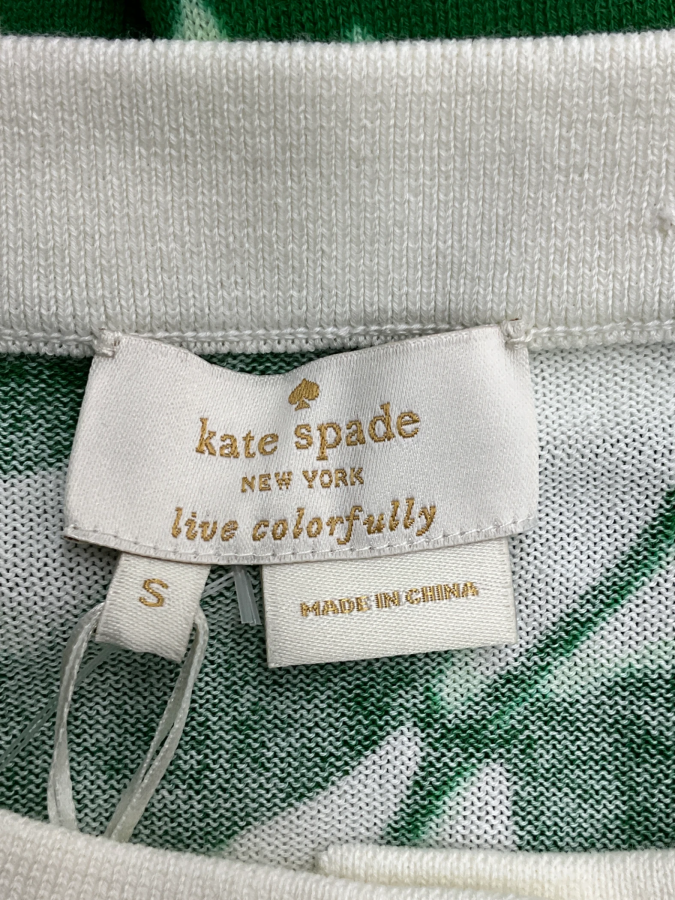 kate spade
NEW YORK
live colorfully
S
MADE IN CHINA